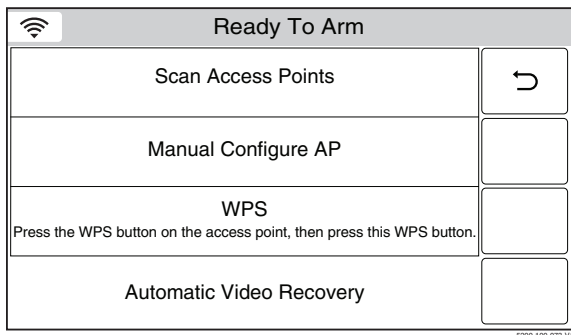 Ready To Arm
Scan Access Points
Manual Configure AP
WPS
Press the WPS button on the access point, then press this WPS button.
Automatic Video Recovery